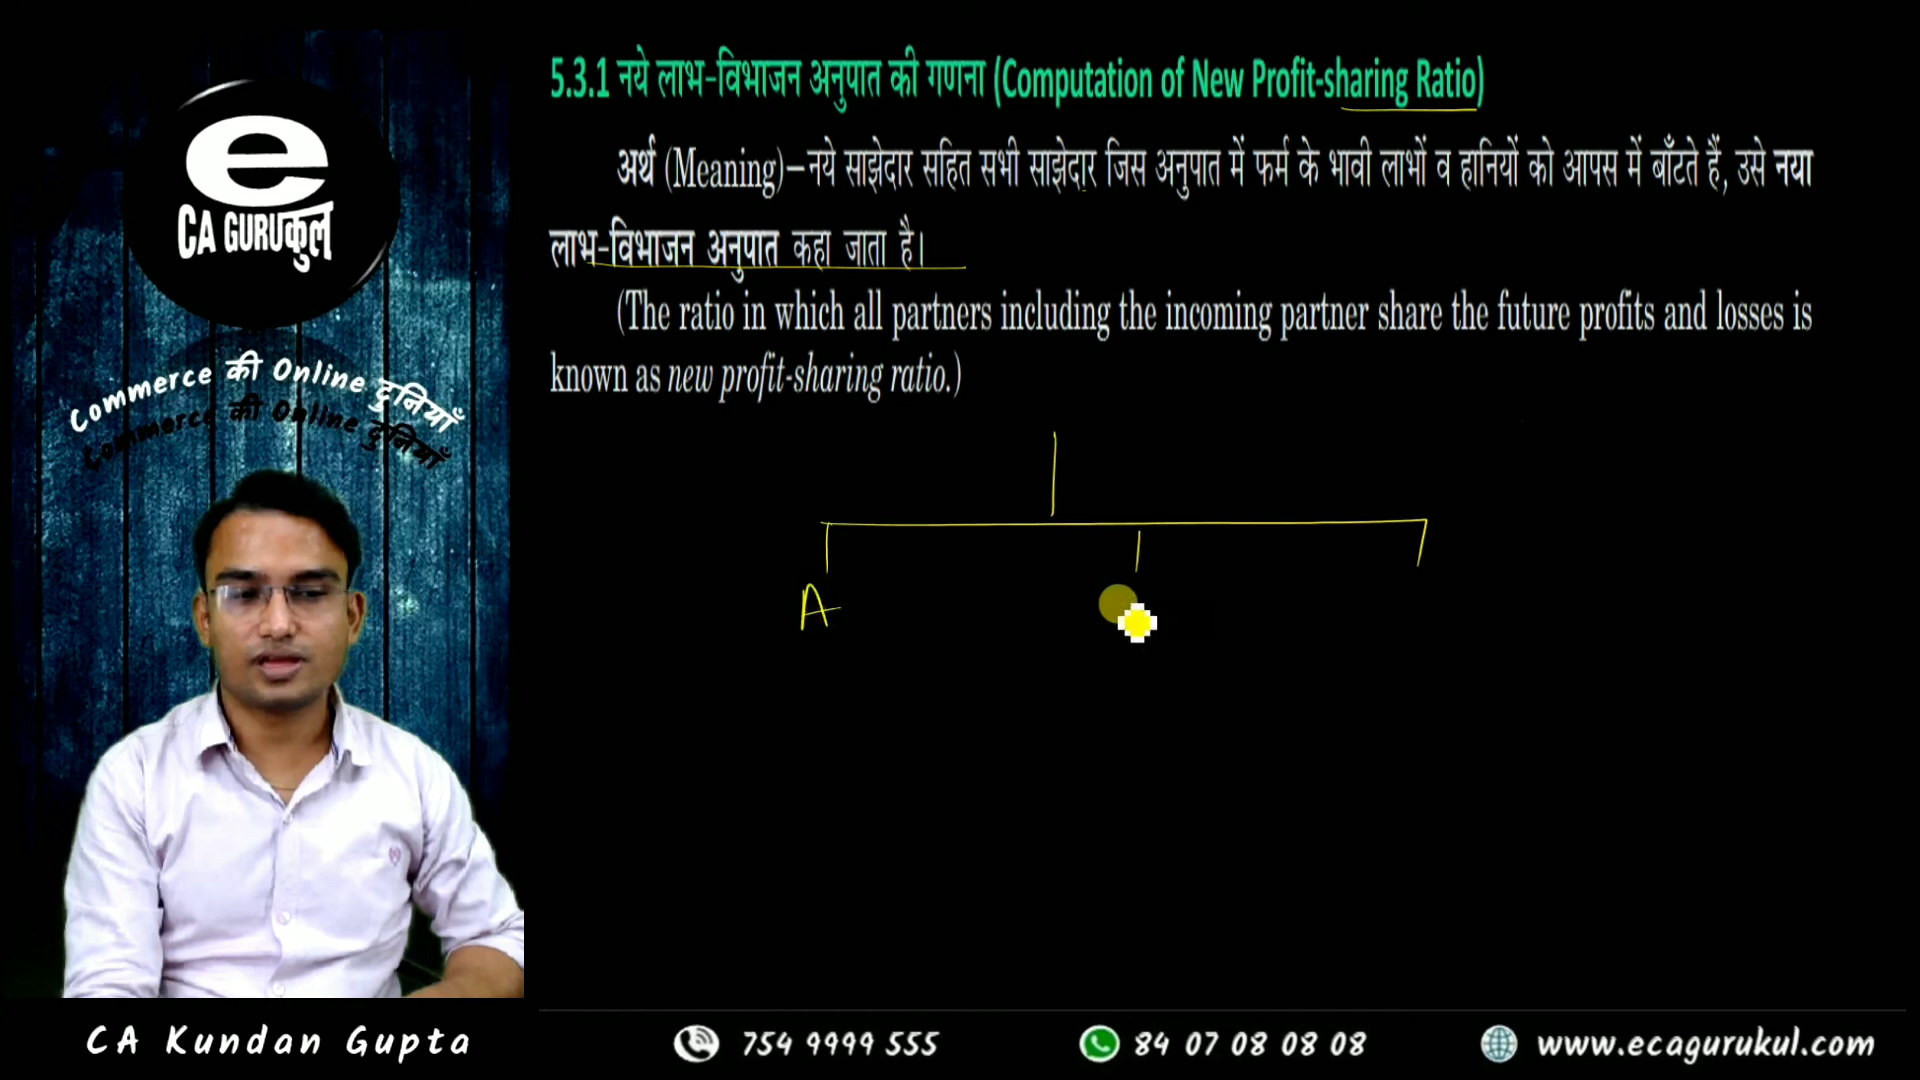 e
CA GURUकुल
Commerce की Online दुनियाँ
Commerce की Online दुनियाँ
5.3.1 नये लाभ-विभाजन अनुपात की गणना (Computation of New Profit-sharing Ratio)
अर्थ (Meaning)–नये साझेदार सहित सभी साझेदार जिस अनुपात में फर्म के भावी लाभों व हानियों को आपस में बाँटते हैं, उसे नया
लाभ-विभाजन अनुपात कहा जाता है।
(The ratio in which all partners including the incoming partner share the future profits and losses is
known as new profit-sharing ratio.)
A
CA Kundan Gupta
754 9999 555
84 07 08 08 08
www.ecagurukul.com